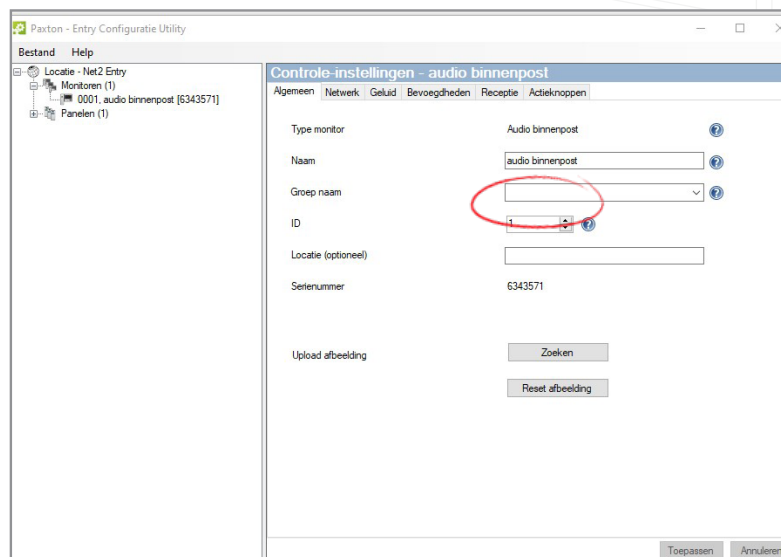 Paxton - Entry Configuratie Utility
Bestand Help
Locatie - Net2 Entry
Monitoren (1)
0001, audio binnenpost [6343571]
Panelen (1)
Controle-instellingen - audio binnenpost
Algemeen Netwerk Geluid Bevoegdheden Receptie Actieknoppen
Type monitor Audio binnenpost
Naam audio binnenpost
Groep naam
ID 1
Locatie (optioneel)
Serienummer 6343571
Upload afbeelding Zoeken
Reset afbeelding
Toepassen Annuleren